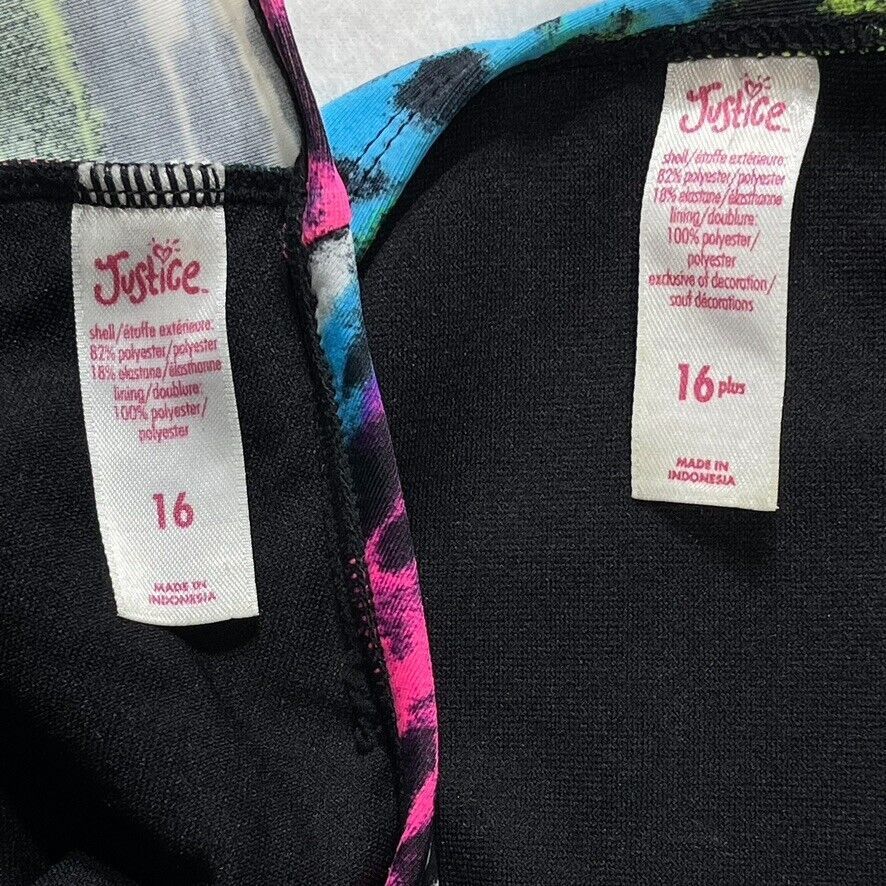 Justice
shell/étoffe extérieure:
82% polyester/polyester
18% elastane/élasthanne
lining/doublure:
100% polyester/
polyester
16
MADE IN
INDONESIA
Justice
shell/étoffe extérieure:
82% polyester/polyester
18% elastane/élasthanne
lining/doublure:
100% polyester/
polyester
exclusive of decoration/
sauf décorations
16 plus
MADE IN
INDONESIA